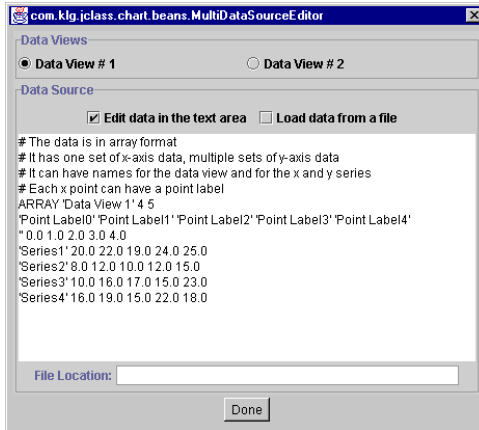 com.klg.jclass.chart.beans.MultiDataSourceEditor
Data Views
Data View # 1 Data View # 2
Data Source
Edit data in the text area Load data from a file
# The data is in array format
# It has one set of x-axis data, multiple sets of y-axis data
# It can have names for the data view and for the x and y series
# Each x point can have a point label
ARRAY 'Data View 1' 4 5
'Point Label0' 'Point Label1' 'Point Label2' 'Point Label3' 'Point Label4'
'' 0.0 1.0 2.0 3.0 4.0
'Series1' 20.0 22.0 19.0 24.0 25.0
'Series2' 8.0 12.0 10.0 12.0 15.0
'Series3' 10.0 16.0 17.0 15.0 23.0
'Series4' 16.0 19.0 15.0 22.0 18.0
File Location:
Done